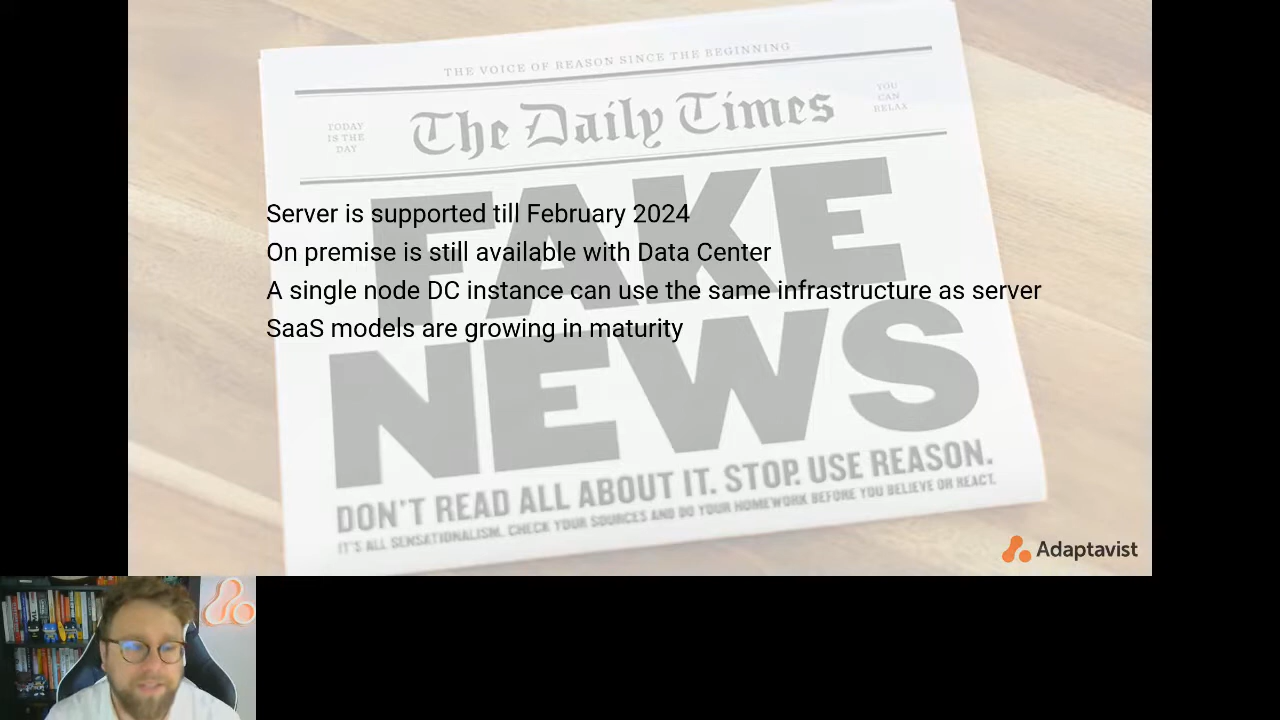 THE VOICE OF REASON SINCE THE BEGINNING
TODAY
IS THE
DAY
The Daily Times
YOU
CAN
RELAX
FAKE
NEWS
Server is supported till February 2024
On premise is still available with Data Center
A single node DC instance can use the same infrastructure as server
SaaS models are growing in maturity
DON'T READ ALL ABOUT IT. STOP. USE REASON.
IT'S ALL SENSATIONALISM. CHECK YOUR SOURCES AND DO YOUR HOMEWORK BEFORE YOU BELIEVE OR REACT.
Adaptavist